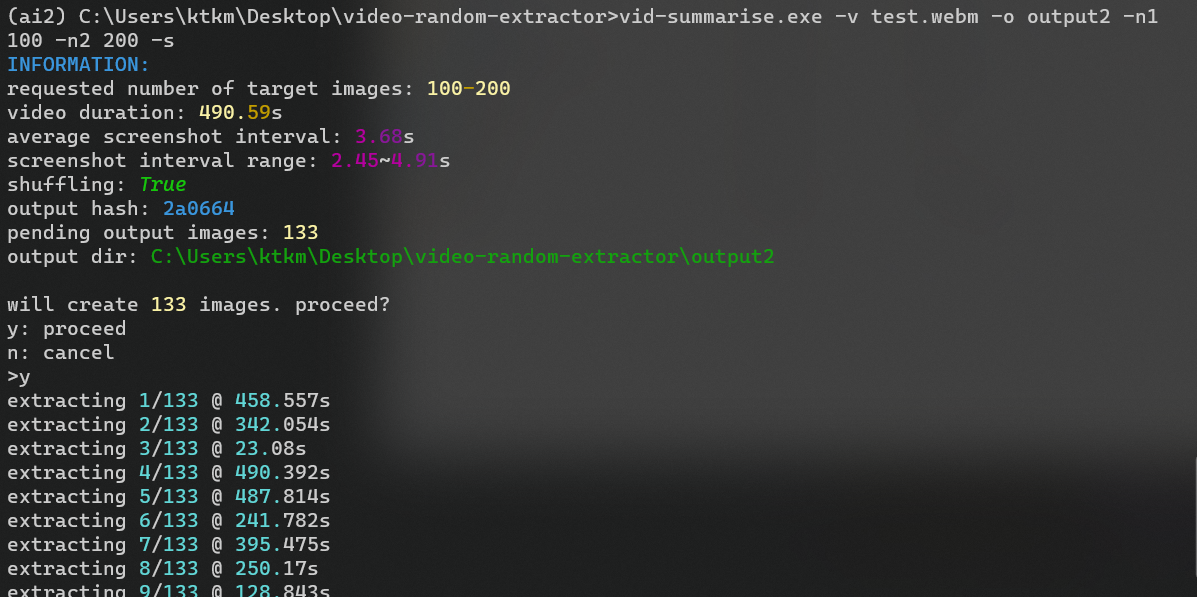 (ai2) C:\Users\ktkm\Desktop\video-random-extractor>vid-summarise.exe -v test.webm -o output2 -n1
100 -n2 200 -s
INFORMATION:
requested number of target images: 100-200
video duration: 490.59s
average screenshot interval: 3.68s
screenshot interval range: 2.45~4.91s
shuffling: True
output hash: 2a0664
pending output images: 133
output dir: C:\Users\ktkm\Desktop\video-random-extractor\output2
will create 133 images. proceed?
y: proceed
n: cancel
>y
extracting 1/133 @ 458.557s
extracting 2/133 @ 342.054s
extracting 3/133 @ 23.08s
extracting 4/133 @ 490.392s
extracting 5/133 @ 487.814s
extracting 6/133 @ 241.782s
extracting 7/133 @ 395.475s
extracting 8/133 @ 250.17s
extracting 9/133 @ 128.843s